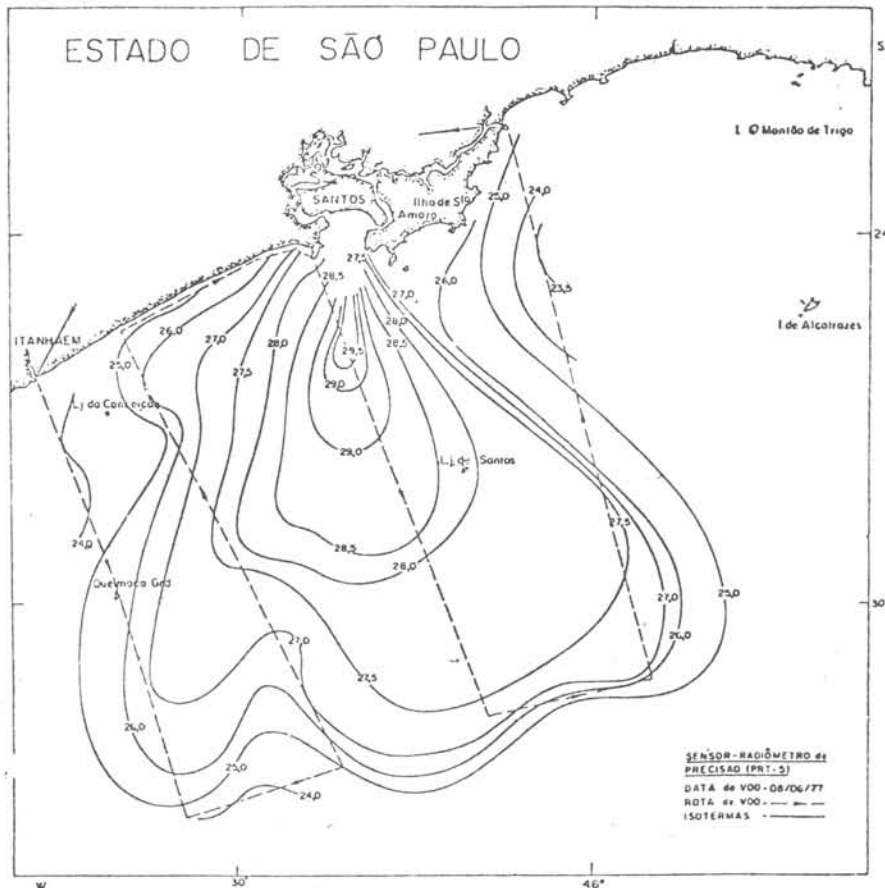 ESTADO DE SÃO PAULO
S
I. Montão de Trigo
SANTOS
Ilha de Sto
Amaro
25,0
24,0
24
27,5
28,5
26,0
27,0
23,5
28,0
28,5
I. de Alcatrazes
ITANHAÉM
26,0
27,0
28,0
25,0
27,5
29,5
29,0
Lj da Conceição
29,0
Lj de Santos
27,5
24,0
28,5
28,0
Queimada Grd.
25,0
30
27,0
26,0
27,0
27,5
26,0
25,0
24,0
SENSOR-RADIÔMETRO de
PRECISÃO (PRT-5)
DATA de VOO - 08/06/77
ROTA de VOO
ISOTERMAS
W
30'
46°